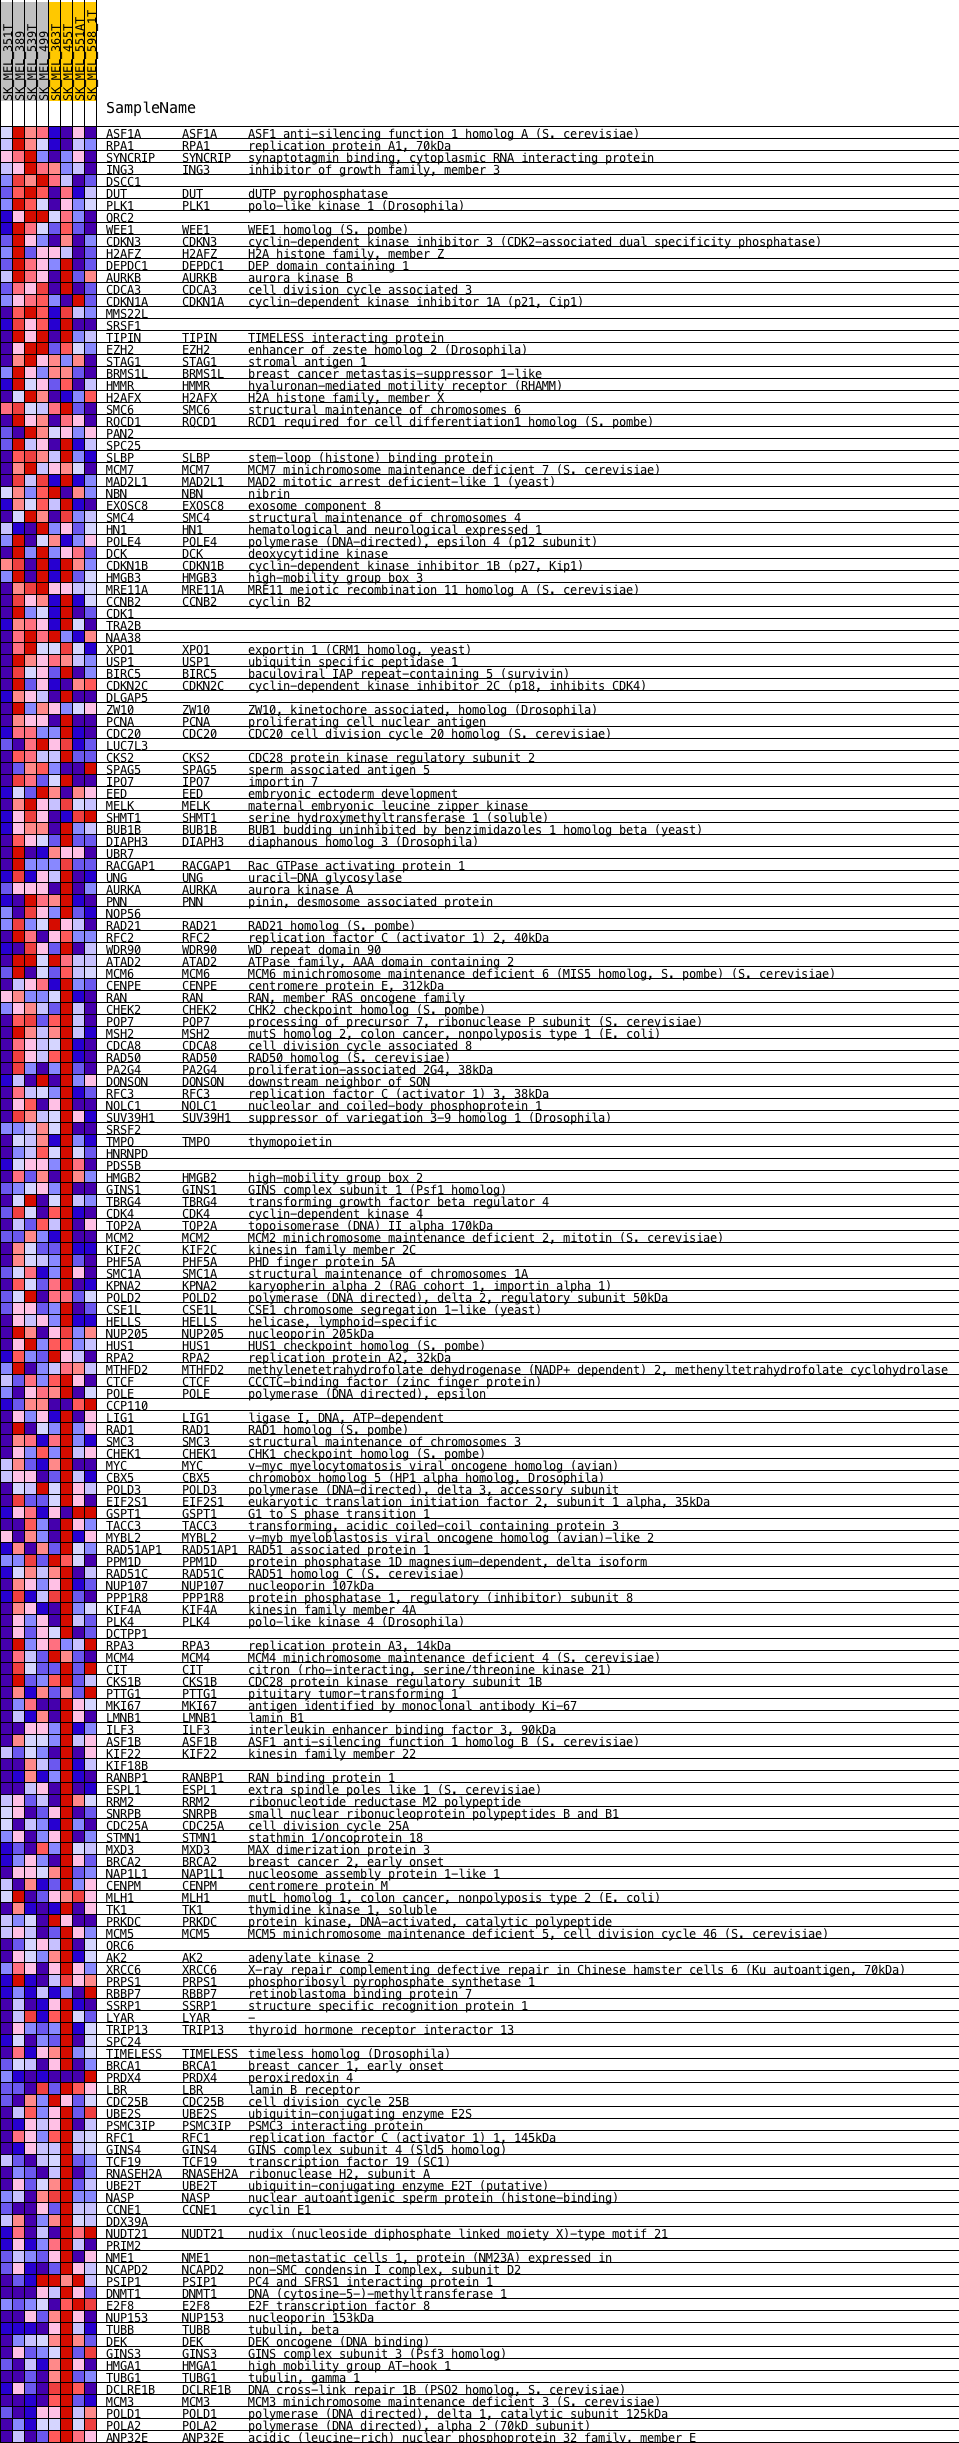 SK_MEL_351T
SK_MEL_389
SK_MEL_539T
SK_MEL_499
SK_MEL_363T
SK_MEL_455T
SK_MEL_551AT
SK_MEL_598_1T
SampleName
ASF1A ASF1A ASF1 anti-silencing function 1 homolog A (S. cerevisiae)
RPA1 RPA1 replication protein A1, 70kDa
SYNCRIP SYNCRIP synaptotagmin binding, cytoplasmic RNA interacting protein
ING3 ING3 inhibitor of growth family, member 3
DSCC1
DUT DUT dUTP pyrophosphatase
PLK1 PLK1 polo-like kinase 1 (Drosophila)
ORC2
WEE1 WEE1 WEE1 homolog (S. pombe)
CDKN3 CDKN3 cyclin-dependent kinase inhibitor 3 (CDK2-associated dual specificity phosphatase)
H2AFZ H2AFZ H2A histone family, member Z
DEPDC1 DEPDC1 DEP domain containing 1
AURKB AURKB aurora kinase B
CDCA3 CDCA3 cell division cycle associated 3
CDKN1A CDKN1A cyclin-dependent kinase inhibitor 1A (p21, Cip1)
MMS22L
SRSF1
TIPIN TIPIN TIMELESS interacting protein
EZH2 EZH2 enhancer of zeste homolog 2 (Drosophila)
STAG1 STAG1 stromal antigen 1
BRMS1L BRMS1L breast cancer metastasis-suppressor 1-like
HMMR HMMR hyaluronan-mediated motility receptor (RHAMM)
H2AFX H2AFX H2A histone family, member X
SMC6 SMC6 structural maintenance of chromosomes 6
RQCD1 RQCD1 RCD1 required for cell differentiation1 homolog (S. pombe)
PAN2
SPC25
SLBP SLBP stem-loop (histone) binding protein
MCM7 MCM7 MCM7 minichromosome maintenance deficient 7 (S. cerevisiae)
MAD2L1 MAD2L1 MAD2 mitotic arrest deficient-like 1 (yeast)
NBN NBN nibrin
EXOSC8 EXOSC8 exosome component 8
SMC4 SMC4 structural maintenance of chromosomes 4
HN1 HN1 hematological and neurological expressed 1
POLE4 POLE4 polymerase (DNA-directed), epsilon 4 (p12 subunit)
DCK DCK deoxycytidine kinase
CDKN1B CDKN1B cyclin-dependent kinase inhibitor 1B (p27, Kip1)
HMGB3 HMGB3 high-mobility group box 3
MRE11A MRE11A MRE11 meiotic recombination 11 homolog A (S. cerevisiae)
CCNB2 CCNB2 cyclin B2
CDK1
TRA2B
NAA38
XPO1 XPO1 exportin 1 (CRM1 homolog, yeast)
USP1 USP1 ubiquitin specific peptidase 1
BIRC5 BIRC5 baculoviral IAP repeat-containing 5 (survivin)
CDKN2C CDKN2C cyclin-dependent kinase inhibitor 2C (p18, inhibits CDK4)
DLGAP5
ZW10 ZW10 ZW10, kinetochore associated, homolog (Drosophila)
PCNA PCNA proliferating cell nuclear antigen
CDC20 CDC20 CDC20 cell division cycle 20 homolog (S. cerevisiae)
LUC7L3
CKS2 CKS2 CDC28 protein kinase regulatory subunit 2
SPAG5 SPAG5 sperm associated antigen 5
IPO7 IPO7 importin 7
EED EED embryonic ectoderm development
MELK MELK maternal embryonic leucine zipper kinase
SHMT1 SHMT1 serine hydroxymethyltransferase 1 (soluble)
BUB1B BUB1B BUB1 budding uninhibited by benzimidazoles 1 homolog beta (yeast)
DIAPH3 DIAPH3 diaphanous homolog 3 (Drosophila)
UBR7
RACGAP1 RACGAP1 Rac GTPase activating protein 1
UNG UNG uracil-DNA glycosylase
AURKA AURKA aurora kinase A
PNN PNN pinin, desmosome associated protein
NOP56
RAD21 RAD21 RAD21 homolog (S. pombe)
RFC2 RFC2 replication factor C (activator 1) 2, 40kDa
WDR90 WDR90 WD repeat domain 90
ATAD2 ATAD2 ATPase family, AAA domain containing 2
MCM6 MCM6 MCM6 minichromosome maintenance deficient 6 (MIS5 homolog, S. pombe) (S. cerevisiae)
CENPE CENPE centromere protein E, 312kDa
RAN RAN RAN, member RAS oncogene family
CHEK2 CHEK2 CHK2 checkpoint homolog (S. pombe)
POP7 POP7 processing of precursor 7, ribonuclease P subunit (S. cerevisiae)
MSH2 MSH2 mutS homolog 2, colon cancer, nonpolyposis type 1 (E. coli)
CDCA8 CDCA8 cell division cycle associated 8
RAD50 RAD50 RAD50 homolog (S. cerevisiae)
PA2G4 PA2G4 proliferation-associated 2G4, 38kDa
DONSON DONSON downstream neighbor of SON
RFC3 RFC3 replication factor C (activator 1) 3, 38kDa
NOLC1 NOLC1 nucleolar and coiled-body phosphoprotein 1
SUV39H1 SUV39H1 suppressor of variegation 3-9 homolog 1 (Drosophila)
SRSF2
TMPO TMPO thymopoietin
HNRNPD
PDS5B
HMGB2 HMGB2 high-mobility group box 2
GINS1 GINS1 GINS complex subunit 1 (Psf1 homolog)
TBRG4 TBRG4 transforming growth factor beta regulator 4
CDK4 CDK4 cyclin-dependent kinase 4
TOP2A TOP2A topoisomerase (DNA) II alpha 170kDa
MCM2 MCM2 MCM2 minichromosome maintenance deficient 2, mitotin (S. cerevisiae)
KIF2C KIF2C kinesin family member 2C
PHF5A PHF5A PHD finger protein 5A
SMC1A SMC1A structural maintenance of chromosomes 1A
KPNA2 KPNA2 karyopherin alpha 2 (RAG cohort 1, importin alpha 1)
POLD2 POLD2 polymerase (DNA directed), delta 2, regulatory subunit 50kDa
CSE1L CSE1L CSE1 chromosome segregation 1-like (yeast)
HELLS HELLS helicase, lymphoid-specific
NUP205 NUP205 nucleoporin 205kDa
HUS1 HUS1 HUS1 checkpoint homolog (S. pombe)
RPA2 RPA2 replication protein A2, 32kDa
MTHFD2 MTHFD2 methylenetetrahydrofolate dehydrogenase (NADP+ dependent) 2, methenyltetrahydrofolate cyclohydrolase
CTCF CTCF CCCTC-binding factor (zinc finger protein)
POLE POLE polymerase (DNA directed), epsilon
CCP110
LIG1 LIG1 ligase I, DNA, ATP-dependent
RAD1 RAD1 RAD1 homolog (S. pombe)
SMC3 SMC3 structural maintenance of chromosomes 3
CHEK1 CHEK1 CHK1 checkpoint homolog (S. pombe)
MYC MYC v-myc myelocytomatosis viral oncogene homolog (avian)
CBX5 CBX5 chromobox homolog 5 (HP1 alpha homolog, Drosophila)
POLD3 POLD3 polymerase (DNA-directed), delta 3, accessory subunit
EIF2S1 EIF2S1 eukaryotic translation initiation factor 2, subunit 1 alpha, 35kDa
GSPT1 GSPT1 G1 to S phase transition 1
TACC3 TACC3 transforming, acidic coiled-coil containing protein 3
MYBL2 MYBL2 v-myb myeloblastosis viral oncogene homolog (avian)-like 2
RAD51AP1 RAD51AP1 RAD51 associated protein 1
PPM1D PPM1D protein phosphatase 1D magnesium-dependent, delta isoform
RAD51C RAD51C RAD51 homolog C (S. cerevisiae)
NUP107 NUP107 nucleoporin 107kDa
PPP1R8 PPP1R8 protein phosphatase 1, regulatory (inhibitor) subunit 8
KIF4A KIF4A kinesin family member 4A
PLK4 PLK4 polo-like kinase 4 (Drosophila)
DCTPP1
RPA3 RPA3 replication protein A3, 14kDa
MCM4 MCM4 MCM4 minichromosome maintenance deficient 4 (S. cerevisiae)
CIT CIT citron (rho-interacting, serine/threonine kinase 21)
CKS1B CKS1B CDC28 protein kinase regulatory subunit 1B
PTTG1 PTTG1 pituitary tumor-transforming 1
MKI67 MKI67 antigen identified by monoclonal antibody Ki-67
LMNB1 LMNB1 lamin B1
ILF3 ILF3 interleukin enhancer binding factor 3, 90kDa
ASF1B ASF1B ASF1 anti-silencing function 1 homolog B (S. cerevisiae)
KIF22 KIF22 kinesin family member 22
KIF18B
RANBP1 RANBP1 RAN binding protein 1
ESPL1 ESPL1 extra spindle poles like 1 (S. cerevisiae)
RRM2 RRM2 ribonucleotide reductase M2 polypeptide
SNRPB SNRPB small nuclear ribonucleoprotein polypeptides B and B1
CDC25A CDC25A cell division cycle 25A
STMN1 STMN1 stathmin 1/oncoprotein 18
MXD3 MXD3 MAX dimerization protein 3
BRCA2 BRCA2 breast cancer 2, early onset
NAP1L1 NAP1L1 nucleosome assembly protein 1-like 1
CENPM CENPM centromere protein M
MLH1 MLH1 mutL homolog 1, colon cancer, nonpolyposis type 2 (E. coli)
TK1 TK1 thymidine kinase 1, soluble
PRKDC PRKDC protein kinase, DNA-activated, catalytic polypeptide
MCM5 MCM5 MCM5 minichromosome maintenance deficient 5, cell division cycle 46 (S. cerevisiae)
ORC6
AK2 AK2 adenylate kinase 2
XRCC6 XRCC6 X-ray repair complementing defective repair in Chinese hamster cells 6 (Ku autoantigen, 70kDa)
PRPS1 PRPS1 phosphoribosyl pyrophosphate synthetase 1
RBBP7 RBBP7 retinoblastoma binding protein 7
SSRP1 SSRP1 structure specific recognition protein 1
LYAR LYAR -
TRIP13 TRIP13 thyroid hormone receptor interactor 13
SPC24
TIMELESS TIMELESS timeless homolog (Drosophila)
BRCA1 BRCA1 breast cancer 1, early onset
PRDX4 PRDX4 peroxiredoxin 4
LBR LBR lamin B receptor
CDC25B CDC25B cell division cycle 25B
UBE2S UBE2S ubiquitin-conjugating enzyme E2S
PSMC3IP PSMC3IP PSMC3 interacting protein
RFC1 RFC1 replication factor C (activator 1) 1, 145kDa
GINS4 GINS4 GINS complex subunit 4 (Sld5 homolog)
TCF19 TCF19 transcription factor 19 (SC1)
RNASEH2A RNASEH2A ribonuclease H2, subunit A
UBE2T UBE2T ubiquitin-conjugating enzyme E2T (putative)
NASP NASP nuclear autoantigenic sperm protein (histone-binding)
CCNE1 CCNE1 cyclin E1
DDX39A
NUDT21 NUDT21 nudix (nucleoside diphosphate linked moiety X)-type motif 21
PRIM2
NME1 NME1 non-metastatic cells 1, protein (NM23A) expressed in
NCAPD2 NCAPD2 non-SMC condensin I complex, subunit D2
PSIP1 PSIP1 PC4 and SFRS1 interacting protein 1
DNMT1 DNMT1 DNA (cytosine-5-)-methyltransferase 1
E2F8 E2F8 E2F transcription factor 8
NUP153 NUP153 nucleoporin 153kDa
TUBB TUBB tubulin, beta
DEK DEK DEK oncogene (DNA binding)
GINS3 GINS3 GINS complex subunit 3 (Psf3 homolog)
HMGA1 HMGA1 high mobility group AT-hook 1
TUBG1 TUBG1 tubulin, gamma 1
DCLRE1B DCLRE1B DNA cross-link repair 1B (PSO2 homolog, S. cerevisiae)
MCM3 MCM3 MCM3 minichromosome maintenance deficient 3 (S. cerevisiae)
POLD1 POLD1 polymerase (DNA directed), delta 1, catalytic subunit 125kDa
POLA2 POLA2 polymerase (DNA directed), alpha 2 (70kD subunit)
ANP32E ANP32E acidic (leucine-rich) nuclear phosphoprotein 32 family, member E